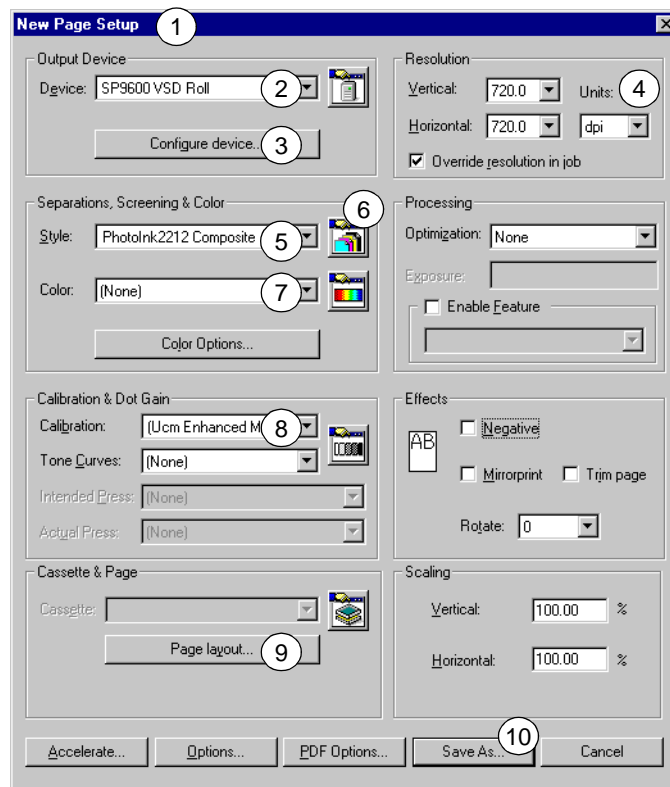 New Page Setup 1
Output Device
Device: SP9600 VSD Roll 2
Configure device... 3
Resolution
Vertical: 720.0 Units: 4
Horizontal: 720.0 dpi
Override resolution in job
Separations, Screening & Color 6
Style: PhotoInk2212 Composite 5
Color: (None) 7
Color Options...
Processing
Optimization: None
Exposure:
Enable Feature
Calibration & Dot Gain
Calibration: (Ucm Enhanced M 8
Tone Curves: (None)
Intended Press: (None)
Actual Press: (None)
Effects
AB
Negative
Mirrorprint Trim page
Rotate: 0
Cassette & Page
Cassette:
Page layout... 9
Scaling
Vertical: 100.00 %
Horizontal: 100.00 %
Accelerate... Options... PDF Options... Save As... 10 Cancel